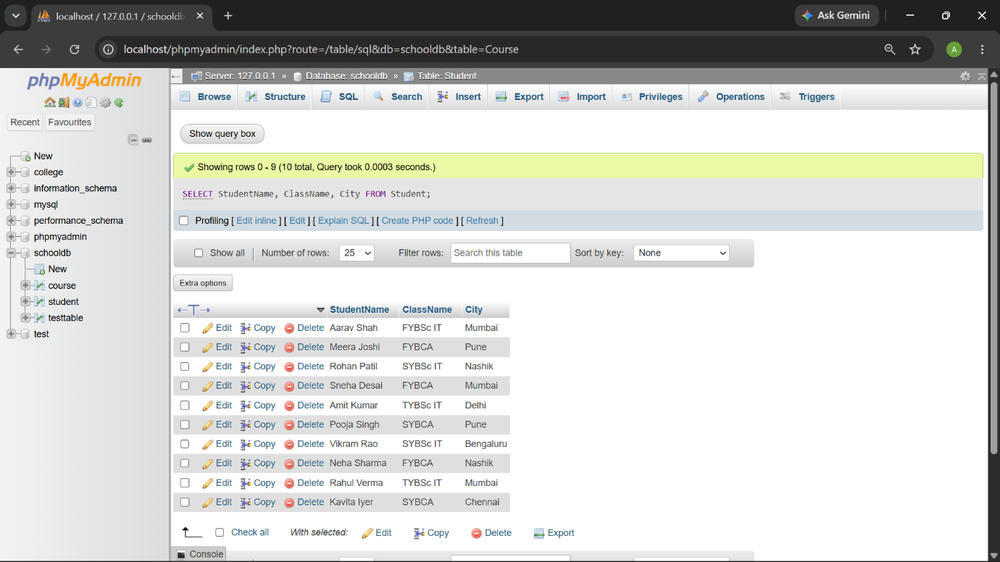 localhost / 127.0.0.1 / schooldb
Ask Gemini
localhost/phpmyadmin/index.php?route=/table/sql&db=schooldb&table=Course
A
phpMyAdmin
Recent Favourites
New
college
information_schema
mysql
performance_schema
phpmyadmin
schooldb
New
course
student
testtable
test
Server: 127.0.0.1 » Database: schooldb » Table: Student
Browse Structure SQL Search Insert Export Import Privileges Operations Triggers
Show query box
Showing rows 0 - 9 (10 total, Query took 0.0003 seconds.)
SELECT StudentName, ClassName, City FROM Student;
Profiling [ Edit inline ] [ Edit ] [ Explain SQL ] [ Create PHP code ] [ Refresh ]
Show all Number of rows: 25 Filter rows: Search this table Sort by key: None
Extra options
←T→ StudentName ClassName City
Edit Copy Delete Aarav Shah FYBSc IT Mumbai
Edit Copy Delete Meera Joshi FYBCA Pune
Edit Copy Delete Rohan Patil SYBSc IT Nashik
Edit Copy Delete Sneha Desai FYBCA Mumbai
Edit Copy Delete Amit Kumar TYBSc IT Delhi
Edit Copy Delete Pooja Singh SYBCA Pune
Edit Copy Delete Vikram Rao SYBSc IT Bengaluru
Edit Copy Delete Neha Sharma FYBCA Nashik
Edit Copy Delete Rahul Verma TYBSc IT Mumbai
Edit Copy Delete Kavita Iyer SYBCA Chennai
Check all With selected: Edit Copy Delete Export
Console